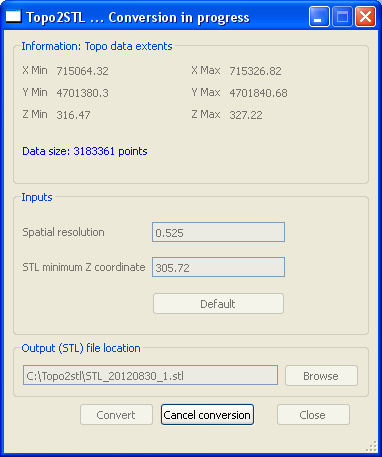 Topo2STL ... Conversion in progress
Information: Topo data extents
X Min 715064.32 X Max 715326.82
Y Min 4701380.3 Y Max 4701840.68
Z Min 316.47 Z Max 327.22
Data size: 3183361 points
Inputs
Spatial resolution 0.525
STL minimum Z coordinate 305.72
Default
Output (STL) file location
C:\Topo2stl\STL_20120830_1.stl Browse
Convert Cancel conversion Close